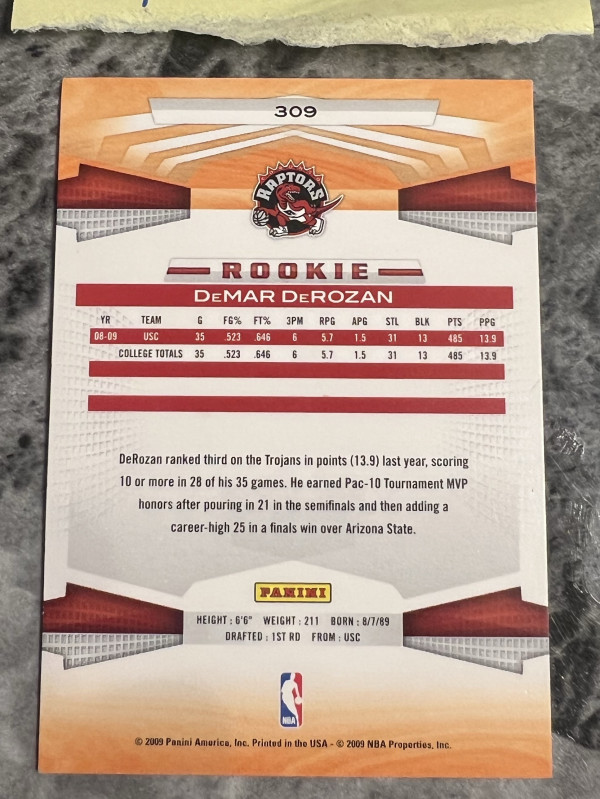 309
RAPTORS
ROOKIE
DEMAR DEROZAN
YR TEAM G FG% FT% 3PM RPG APG STL BLK PTS PPG
08-09 USC 35 .523 .646 6 5.7 1.5 31 13 485 13.9
COLLEGE TOTALS 35 .523 .646 6 5.7 1.5 31 13 485 13.9
DeRozan ranked third on the Trojans in points (13.9) last year, scoring
10 or more in 28 of his 35 games. He earned Pac-10 Tournament MVP
honors after pouring in 21 in the semifinals and then adding a
career-high 25 in a finals win over Arizona State.
PANINI
HEIGHT : 6'6" WEIGHT : 211 BORN : 8/7/89
DRAFTED : 1ST RD FROM : USC
NBA
© 2009 Panini America, Inc. Printed in the USA - © 2009 NBA Properties, Inc.